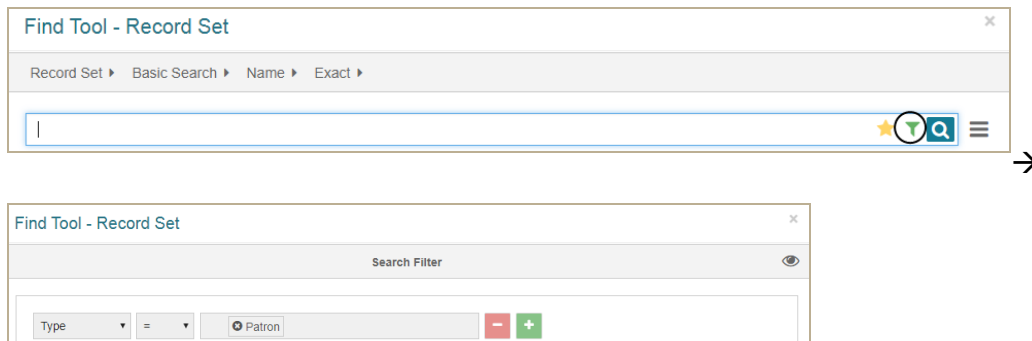 Find Tool - Record Set
Record Set Basic Search Name Exact
Find Tool - Record Set
Search Filter
Type = Patron